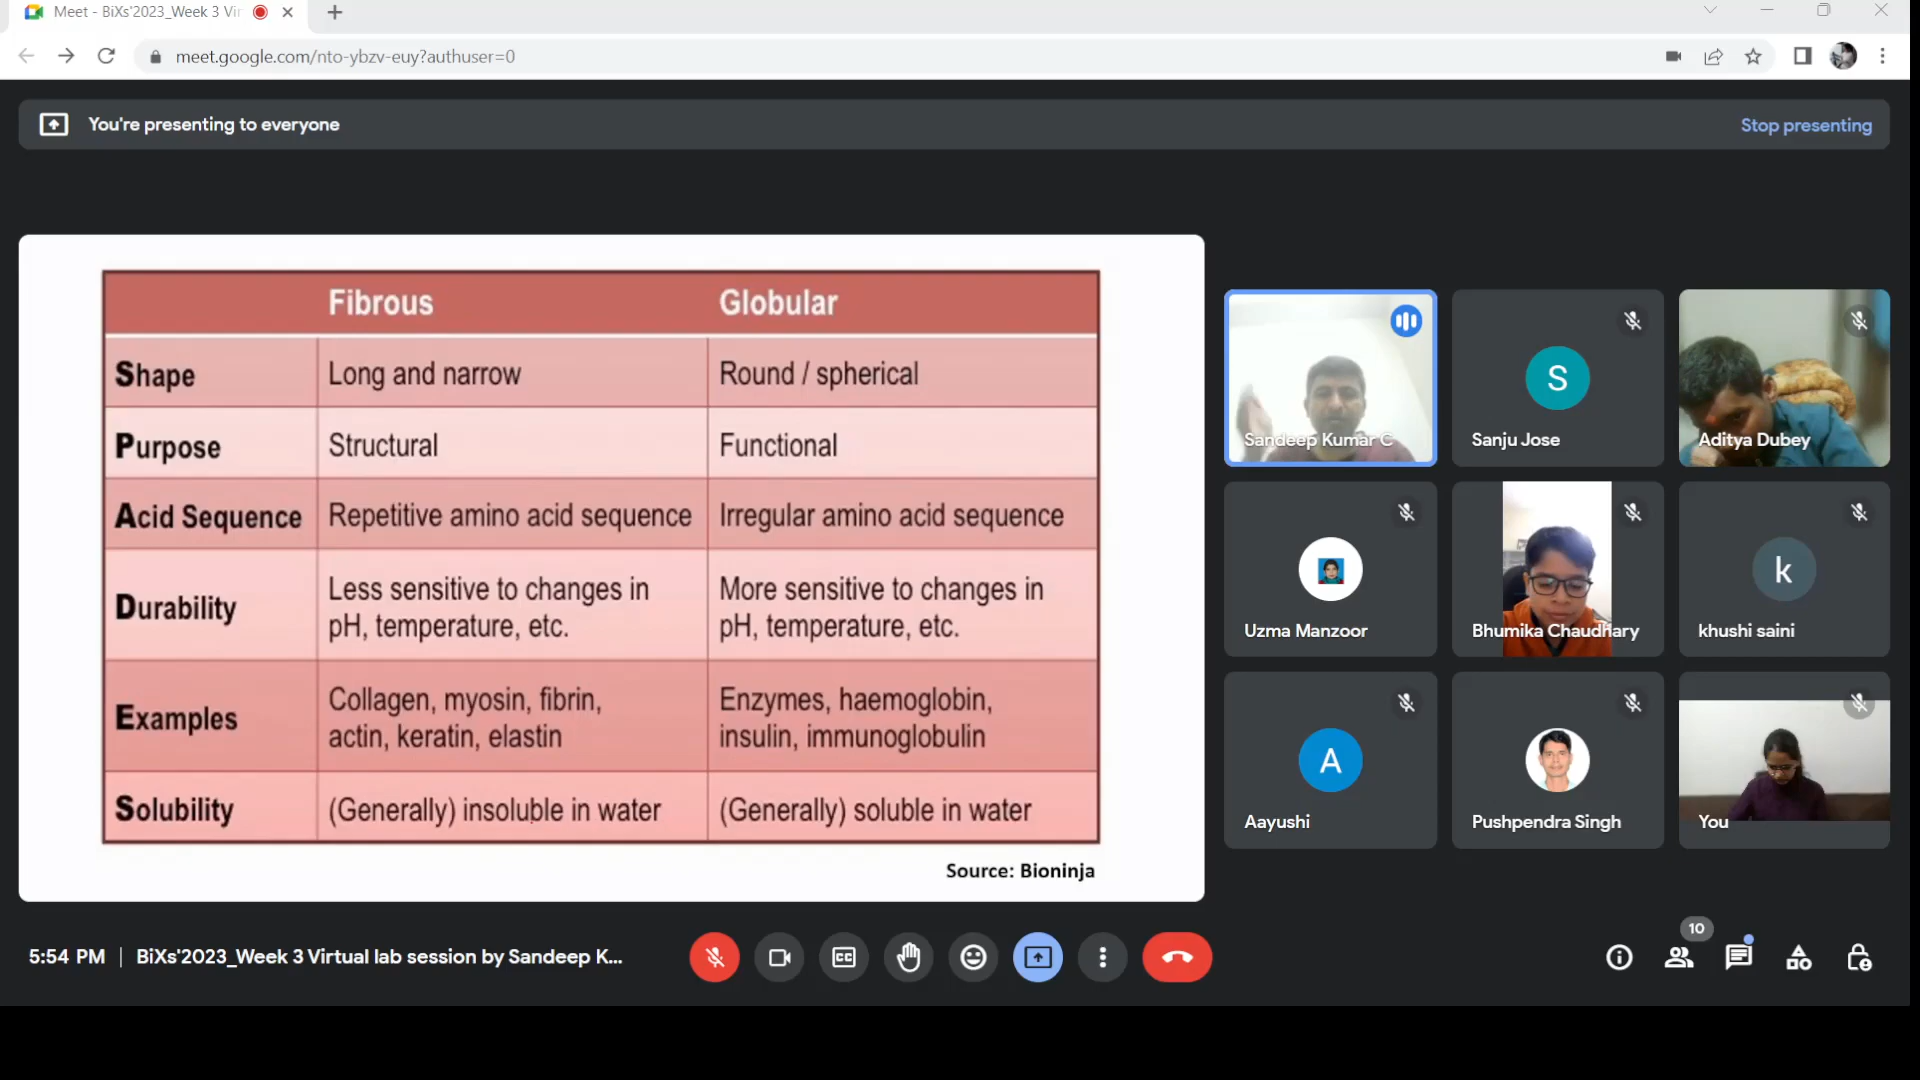 Meet - BiXs'2023_Week 3 Vir
meet.google.com/nto-ybzv-euy?authuser=0
You're presenting to everyone
Stop presenting
Fibrous Globular
Shape Long and narrow Round / spherical
Purpose Structural Functional
Acid Sequence Repetitive amino acid sequence Irregular amino acid sequence
Durability Less sensitive to changes in pH, temperature, etc. More sensitive to changes in pH, temperature, etc.
Examples Collagen, myosin, fibrin, actin, keratin, elastin Enzymes, haemoglobin, insulin, immunoglobulin
Solubility (Generally) insoluble in water (Generally) soluble in water
Source: Bioninja
Sandeep Kumar C
S
Sanju Jose
Aditya Dubey
Uzma Manzoor
Bhumika Chaudhary
k
khushi saini
A
Aayushi
Pushpendra Singh
You
5:54 PM | BiXs'2023_Week 3 Virtual lab session by Sandeep K...
CC
10